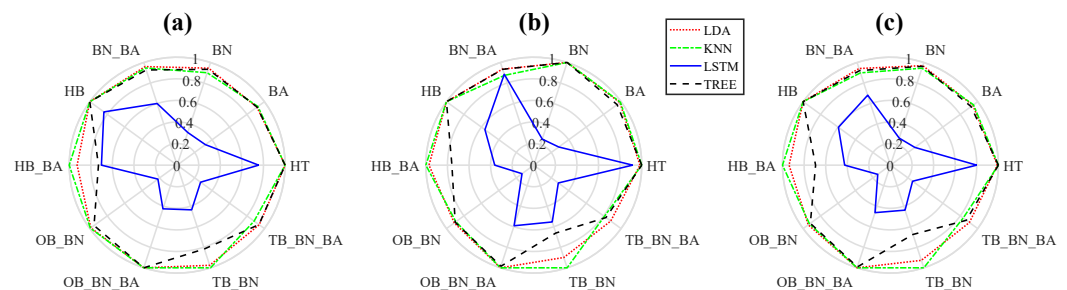 (a)
BN_BA
BN
HB
BA
HB_BA
HT
OB_BN
TB_BN_BA
OB_BN_BA
TB_BN
1
0.8
0.6
0.4
0.2
0
(b)
BN_BA
BN
HB
BA
HB_BA
HT
OB_BN
TB_BN_BA
OB_BN_BA
TB_BN
1
0.8
0.6
0.4
0.2
0
LDA
KNN
LSTM
TREE
(c)
BN_BA
BN
HB
BA
HB_BA
HT
OB_BN
TB_BN_BA
OB_BN_BA
TB_BN
1
0.8
0.6
0.4
0.2
0